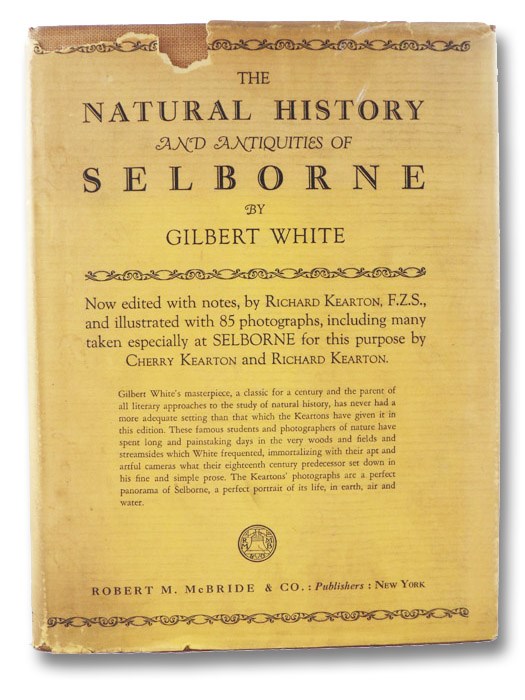 THE
NATURAL HISTORY
AND ANTIQUITIES OF
SELBORNE
BY
GILBERT WHITE
Now edited with notes, by RICHARD KEARTON, F.Z.S.,
and illustrated with 85 photographs, including many
taken especially at SELBORNE for this purpose by
CHERRY KEARTON and RICHARD KEARTON.
Gilbert White's masterpiece, a classic for a century and the parent of
all literary approaches to the study of natural history, has never had a
more adequate setting than that which the Keartons have given it in
this edition. These famous students and photographers of nature have
spent long and painstaking days in the very woods and fields and
streamsides which White frequented, immortalizing with their apt and
artful cameras what their eighteenth century predecessor set down in
his fine and simple prose. The Keartons' photographs are a perfect
panorama of Selborne, a perfect portrait of its life, in earth, air and
water.
ROBERT M. McBRIDE & CO.: Publishers : NEW YORK